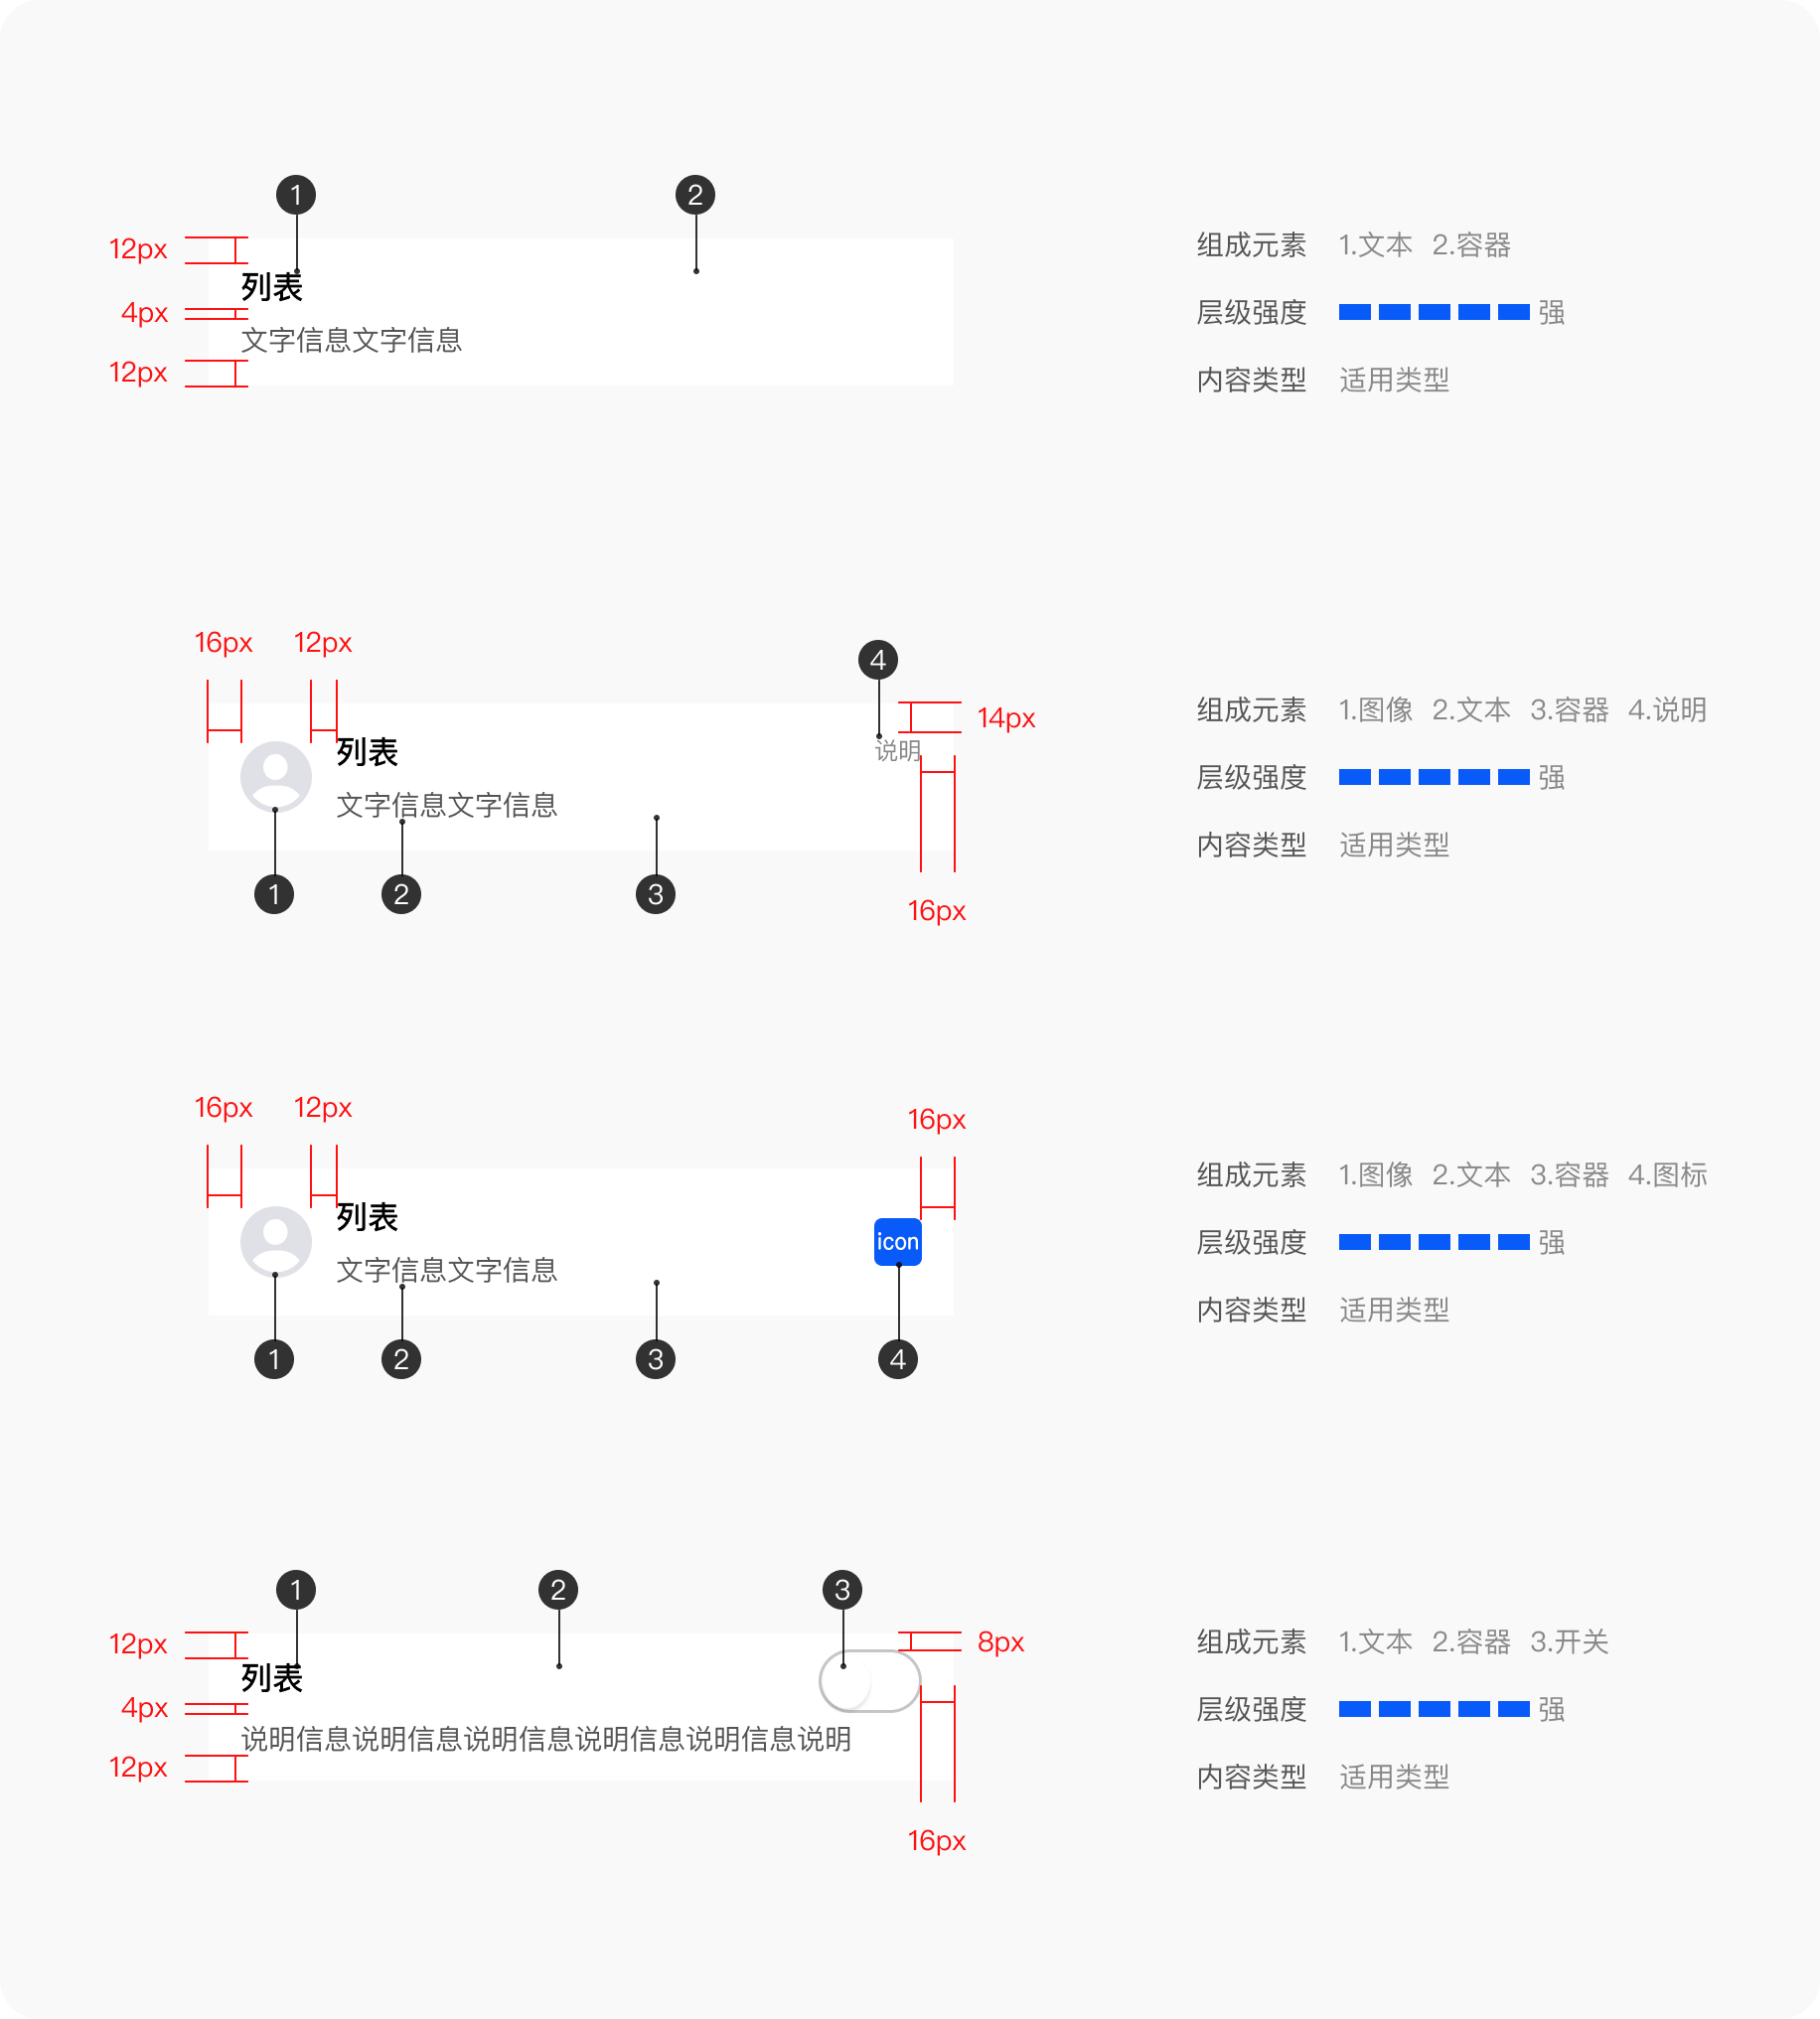 1 2
12px
列表
4px
文字信息文字信息
12px
组成元素 1.文本 2.容器
层级强度 强
内容类型 适用类型
16px 12px
4
14px
列表
说明
文字信息文字信息
1 2 3
16px
组成元素 1.图像 2.文本 3.容器 4.说明
层级强度 强
内容类型 适用类型
16px 12px 16px
列表
icon
文字信息文字信息
1 2 3 4
组成元素 1.图像 2.文本 3.容器 4.图标
层级强度 强
内容类型 适用类型
1 2 3
12px 8px
列表
4px
说明信息说明信息说明信息说明信息说明信息说明
12px
16px
组成元素 1.文本 2.容器 3.开关
层级强度 强
内容类型 适用类型